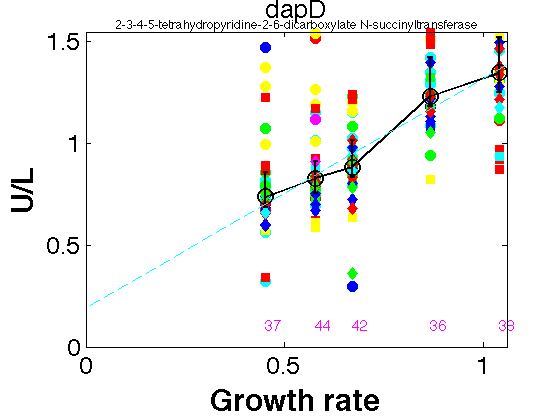 dapD
2-3-4-5-tetrahydropyridine-2-6-dicarboxylate N-succinyltransferase
1.5
1
0.5
0
U/L
37 44 42 36 38
0 0.5 1
Growth rate